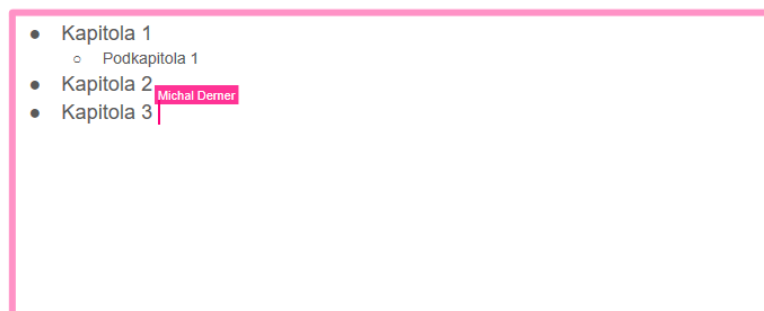 ● Kapitola 1
○ Podkapitola 1
● Kapitola 2
Michal Derner
● Kapitola 3